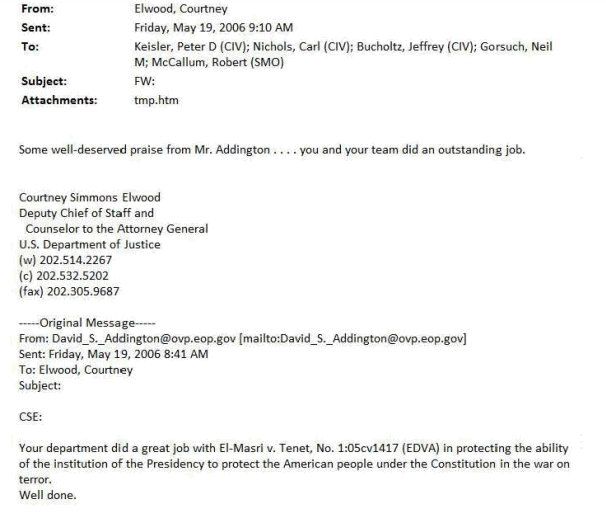 From: Elwood, Courtney
Sent: Friday, May 19, 2006 9:10 AM
To: Keisler, Peter D (CIV); Nichols, Carl (CIV); Bucholtz, Jeffrey (CIV); Gorsuch, Neil
M; McCallum, Robert (SMO)
Subject: FW:
Attachments: tmp.htm
Some well-deserved praise from Mr. Addington . . . . you and your team did an outstanding job.
Courtney Simmons Elwood
Deputy Chief of Staff and
Counselor to the Attorney General
U.S. Department of Justice
(w) 202.514.2267
(c) 202.532.5202
(fax) 202.305.9687
-----Original Message-----
From: David_S._Addington@ovp.eop.gov [mailto:David_S._Addington@ovp.eop.gov]
Sent: Friday, May 19, 2006 8:41 AM
To: Elwood, Courtney
Subject:
CSE:
Your department did a great job with El-Masri v. Tenet, No. 1:05cv1417 (EDVA) in protecting the ability
of the institution of the Presidency to protect the American people under the Constitution in the war on
terror.
Well done.